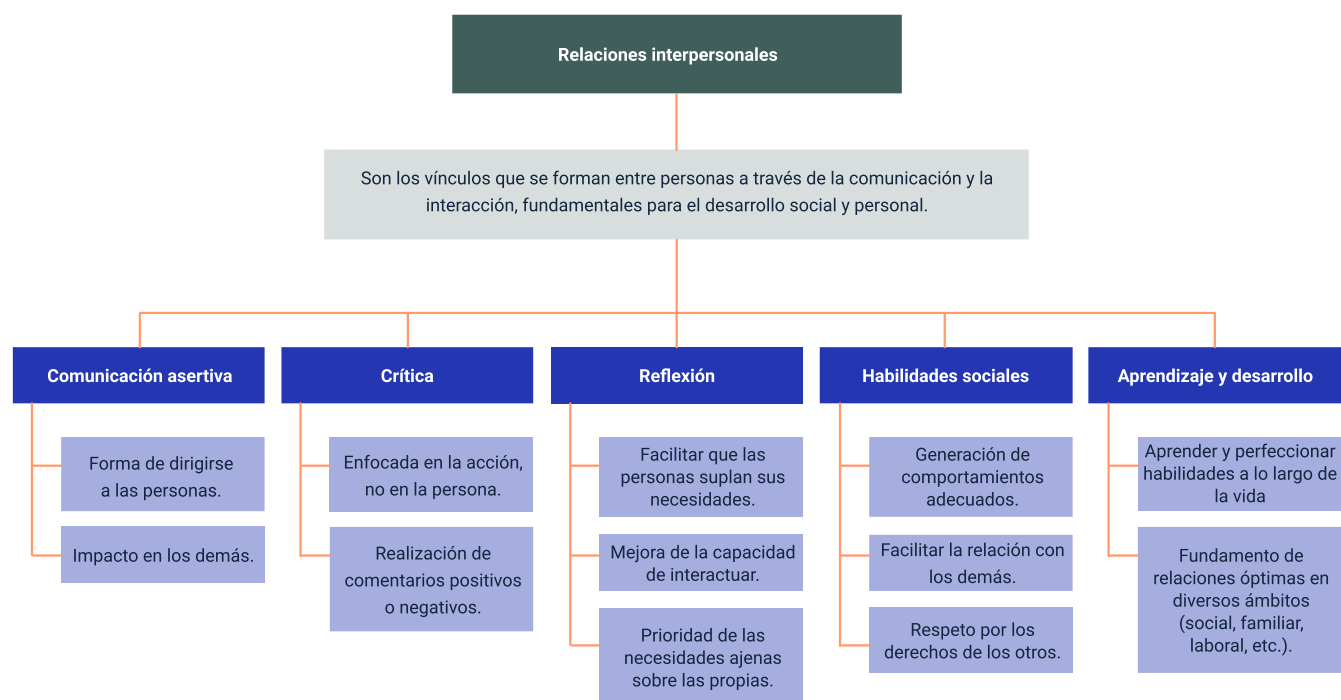 Relaciones interpersonales
Son los vínculos que se forman entre personas a través de la comunicación y la
interacción, fundamentales para el desarrollo social y personal.
Comunicación asertiva
Forma de dirigirse
a las personas.
Impacto en los demás.
Crítica
Enfocada en la acción,
no en la persona.
Realización de
comentarios positivos
o negativos.
Reflexión
Facilitar que las
personas suplan sus
necesidades.
Mejora de la capacidad
de interactuar.
Prioridad de las
necesidades ajenas
sobre las propias.
Habilidades sociales
Generación de
comportamientos
adecuados.
Facilitar la relación con
los demás.
Respeto por los
derechos de los otros.
Aprendizaje y desarrollo
Aprender y perfeccionar
habilidades a lo largo de
la vida
Fundamento de
relaciones óptimas en
diversos ámbitos
(social, familiar,
laboral, etc.).